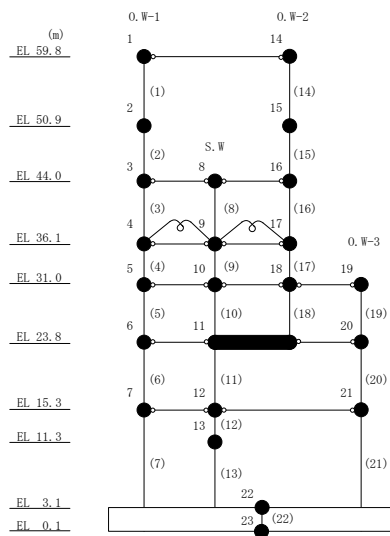 O.W-1 O.W-2
(m)
EL 59.8 1 14
(1) (14)
EL 50.9 2 15
(2) S.W (15)
EL 44.0 3 8 16
(3) (8) (16)
EL 36.1 4 9 17 O.W-3
(4) (9) (17)
EL 31.0 5 10 18 19
(5) (10) (18) (19)
EL 23.8 6 11 20
(6) (11) (20)
EL 15.3 7 12 21
(12)
EL 11.3 13
(7) (13) (21)
22
EL 3.1
23 (22)
EL 0.1